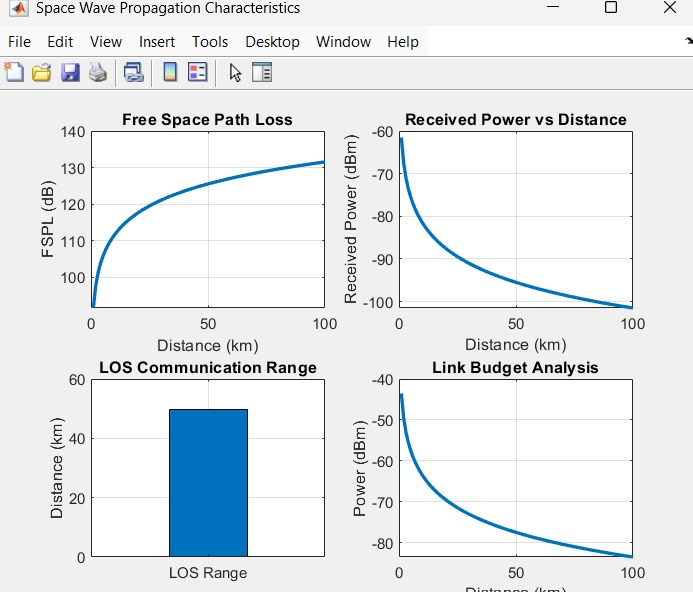 Space Wave Propagation Characteristics
File Edit View Insert Tools Desktop Window Help
Free Space Path Loss
140
130
120
110
100
FSPL (dB)
0 50 100
Distance (km)
Received Power vs Distance
-60
-70
-80
-90
-100
Received Power (dBm)
0 50 100
Distance (km)
LOS Communication Range
60
40
20
0
Distance (km)
LOS Range
Link Budget Analysis
-40
-50
-60
-70
-80
Power (dBm)
0 50 100
Distance (km)